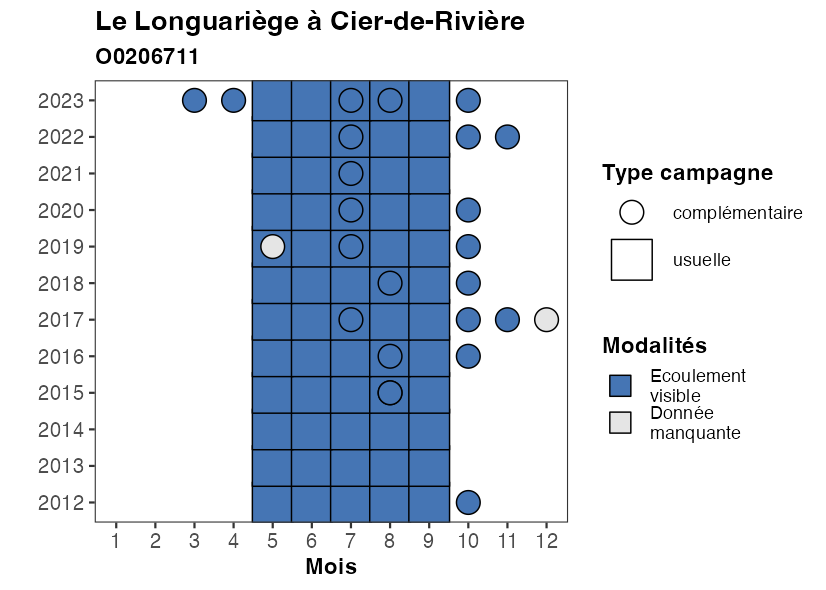 Le Longuariège à Cier-de-Rivière
O0206711
2023
2022
2021
2020
2019
2018
2017
2016
2015
2014
2013
2012
1 2 3 4 5 6 7 8 9 10 11 12
Mois
Type campagne
complémentaire
usuelle
Modalités
Ecoulement
visible
Donnée
manquante